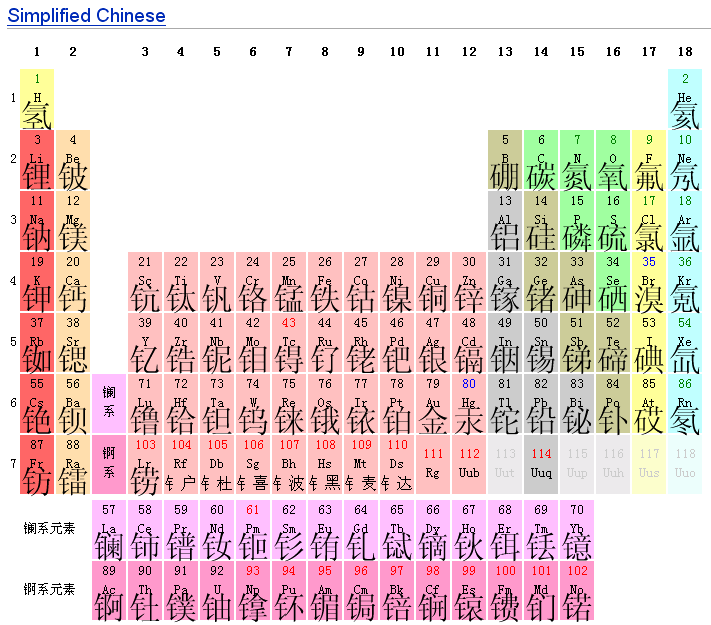 Simplified Chinese
1 2 3 4 5 6 7 8 9 10 11 12 13 14 15 16 17 18
1 2
1 H He
氢 氦
3 4 5 6 7 8 9 10
2 Li Be B C N O F Ne
锂 铍 硼 碳 氮 氧 氟 氖
11 12 13 14 15 16 17 18
3 Na Mg Al Si P S Cl Ar
钠 镁 铝 硅 磷 硫 氯 氩
19 20 21 22 23 24 25 26 27 28 29 30 31 32 33 34 35 36
4 K Ca Sc Ti V Cr Mn Fe Co Ni Cu Zn Ga Ge As Se Br Kr
钾 钙 钪 钛 钒 铬 锰 铁 钴 镍 铜 锌 镓 锗 砷 硒 溴 氪
37 38 39 40 41 42 43 44 45 46 47 48 49 50 51 52 53 54
5 Rb Sr Y Zr Nb Mo Tc Ru Rh Pd Ag Cd In Sn Sb Te I Xe
铷 锶 钇 锆 铌 钼 锝 钌 铑 钯 银 镉 铟 锡 锑 碲 碘 氙
55 56 镧系 71 72 73 74 75 76 77 78 79 80 81 82 83 84 85 86
6 Cs Ba Lu Hf Ta W Re Os Ir Pt Au Hg Tl Pb Bi Po At Rn
铯 钡 镥 铪 钽 钨 铼 锇 铱 铂 金 汞 铊 铅 铋 钋 砹 氡
87 88 锕系 103 104 105 106 107 108 109 110 111 112 113 114 115 116 117 118
7 Fr Ra Lr Rf Db Sg Bh Hs Mt Ds Rg Uub Uut Uuq Uup Uuh Uus Uuo
钫 镭 铹 钅户 钅杜 钅喜 钅波 钅黑 钅麦 钅达
57 58 59 60 61 62 63 64 65 66 67 68 69 70
镧系元素 La Ce Pr Nd Pm Sm Eu Gd Tb Dy Ho Er Tm Yb
镧 铈 镨 钕 钷 钐 铕 钆 铽 镝 钬 铒 铥 镱
89 90 91 92 93 94 95 96 97 98 99 100 101 102
锕系元素 Ac Th Pa U Np Pu Am Cm Bk Cf Es Fm Md No
锕 钍 镤 铀 镎 钚 镅 锔 锫 锎 锿 镄 钔 锘